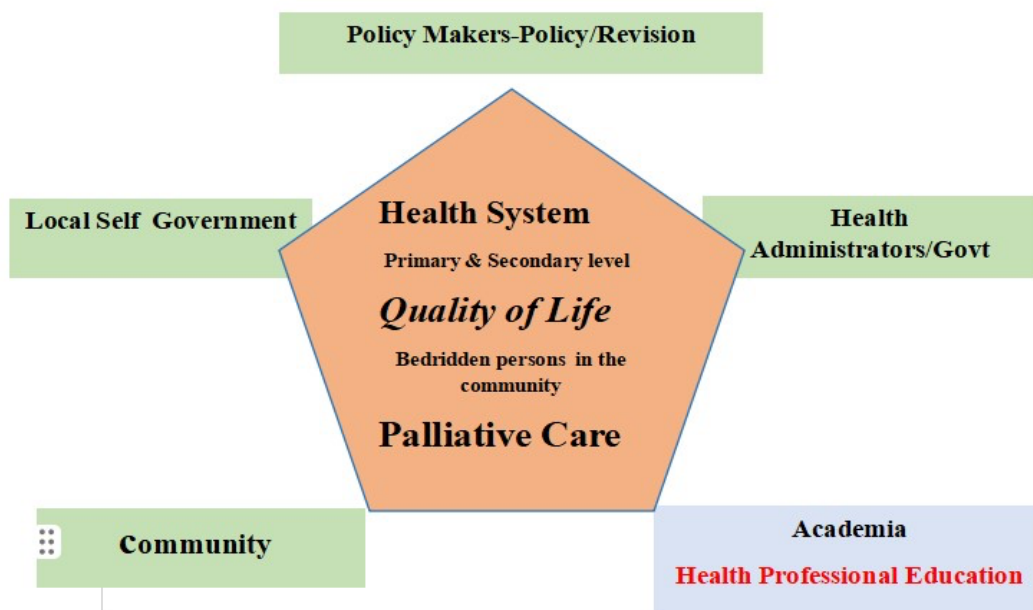 Policy Makers-Policy/Revision
Local Self Government
Health
Administrators/Govt
Health System
Primary & Secondary level
Quality of Life
Bedridden persons in the
community
Palliative Care
Community
Academia
Health Professional Education